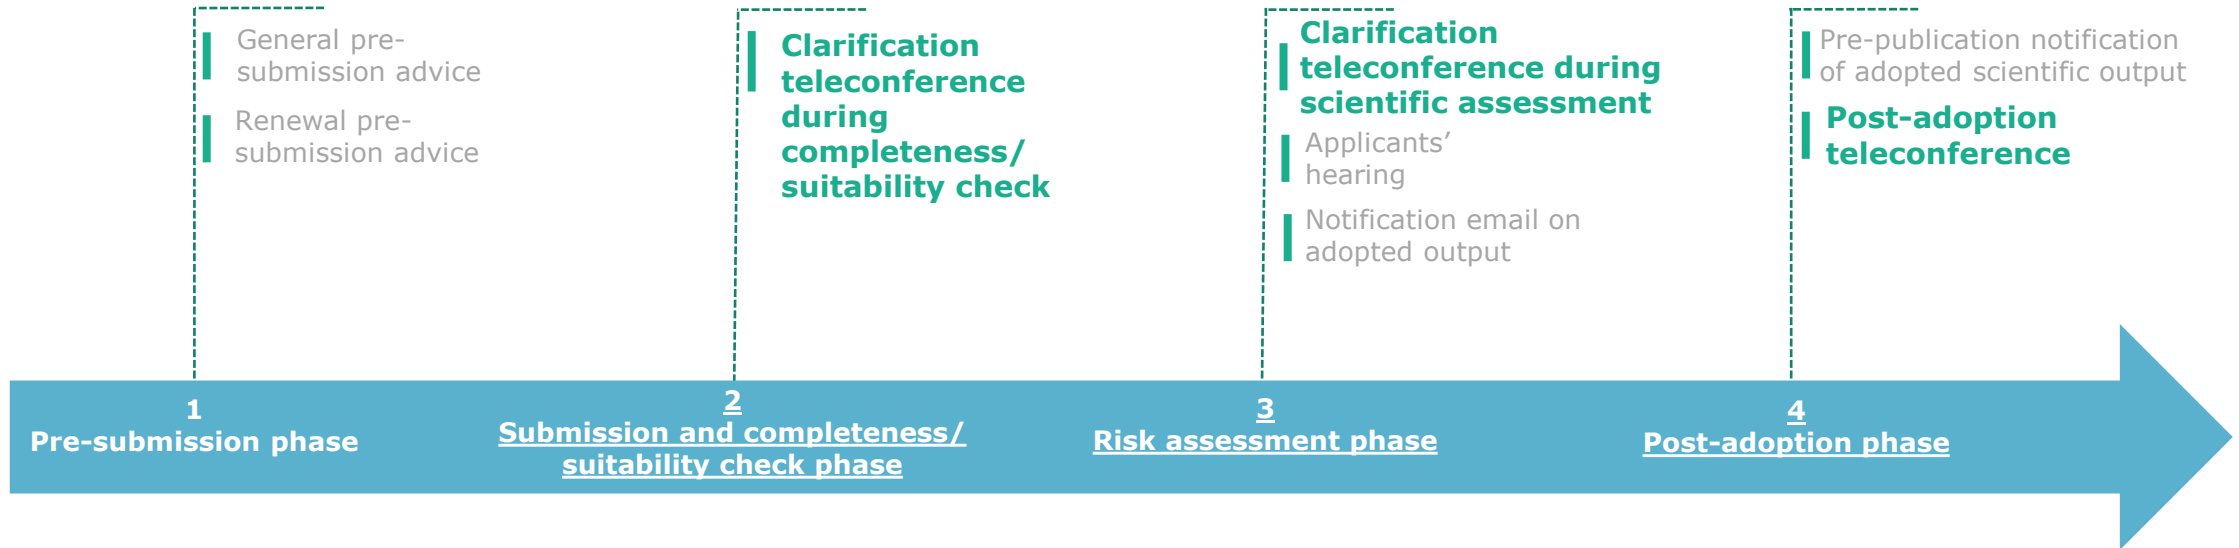 General pre-
submission advice
Renewal pre-
submission advice
Clarification
teleconference
during
completeness/
suitability check
Clarification
teleconference during
scientific assessment
Applicants’
hearing
Notification email on
adopted output
Pre-publication notification
of adopted scientific output
Post-adoption
teleconference
1
Pre-submission phase
2
Submission and completeness/
suitability check phase
3
Risk assessment phase
4
Post-adoption phase